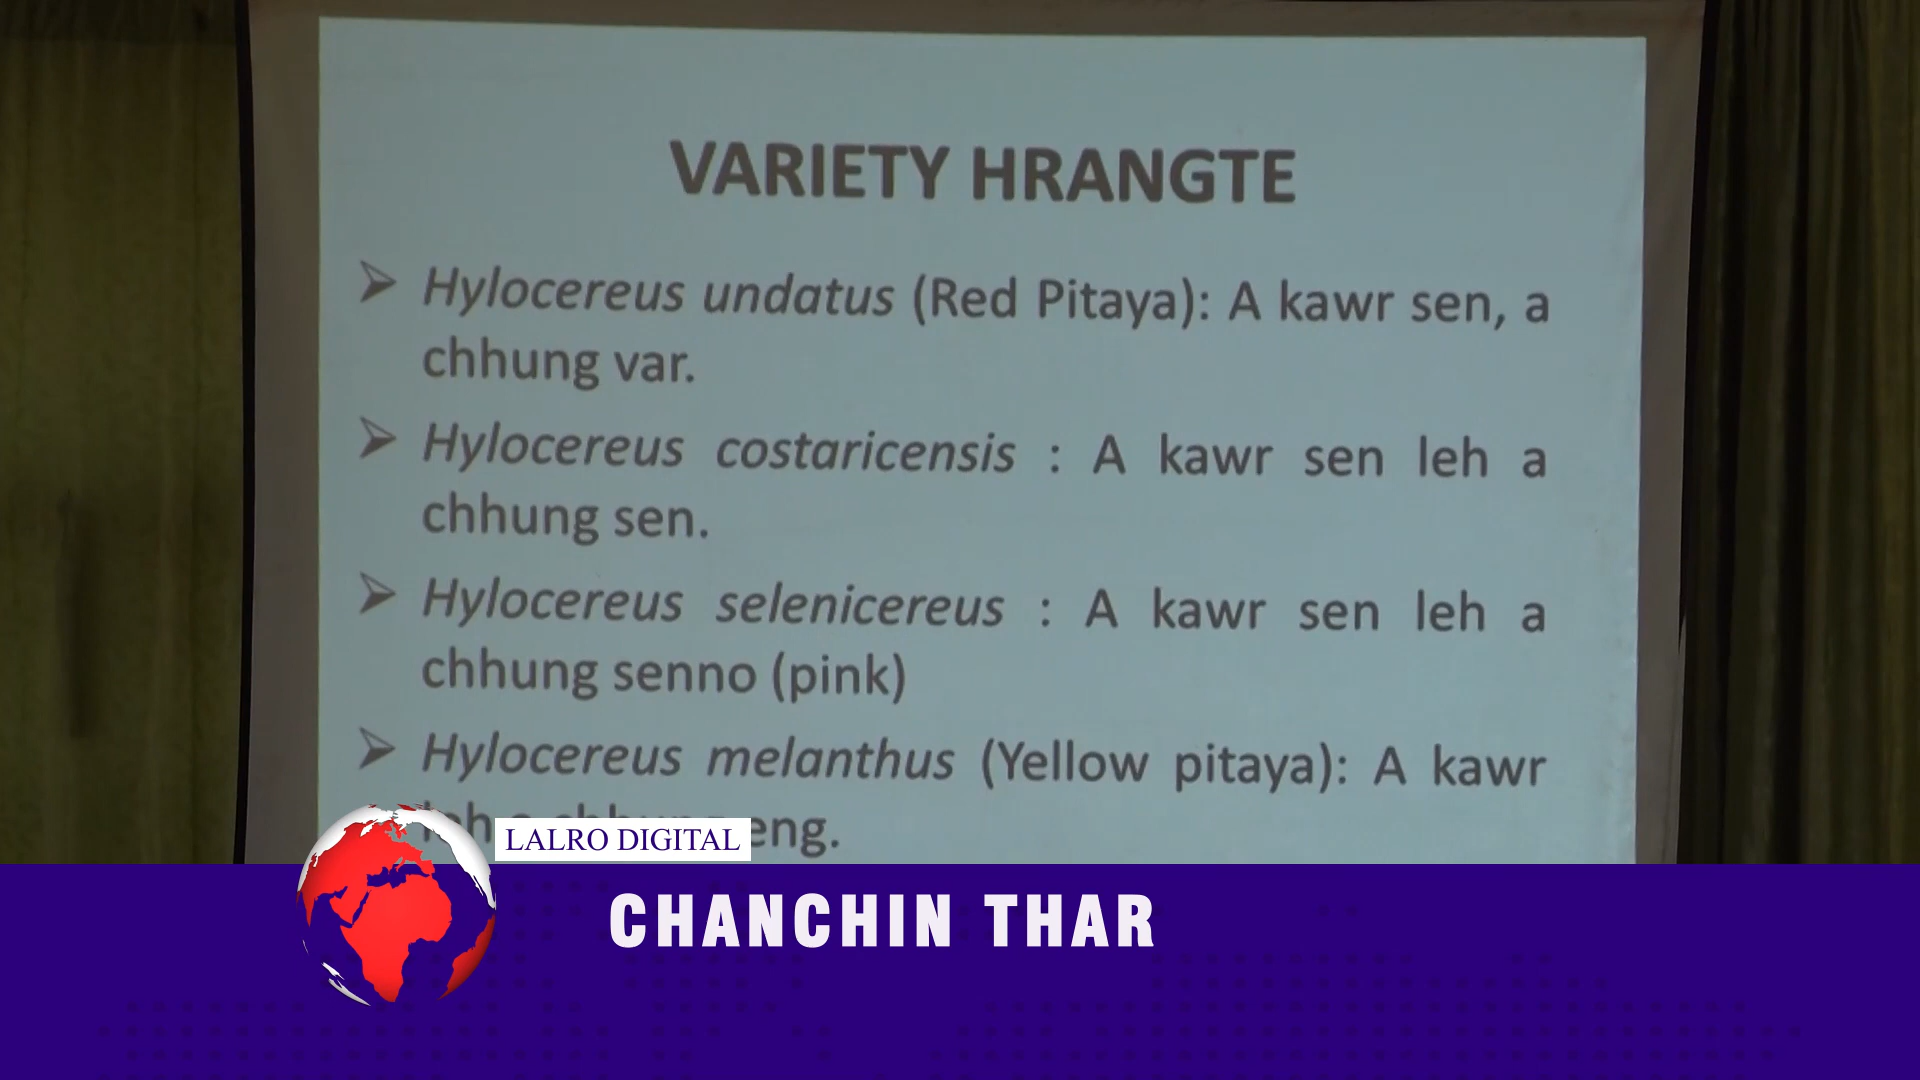 VARIETY HRANGTE
➢ Hylocereus undatus (Red Pitaya): A kawr sen, a
chhung var.
➢ Hylocereus costaricensis : A kawr sen leh a
chhung sen.
➢ Hylocereus selenicereus : A kawr sen leh a
chhung senno (pink)
➢ Hylocereus melanthus (Yellow pitaya): A kawr
eng.
LALRO DIGITAL
CHANCHIN THAR